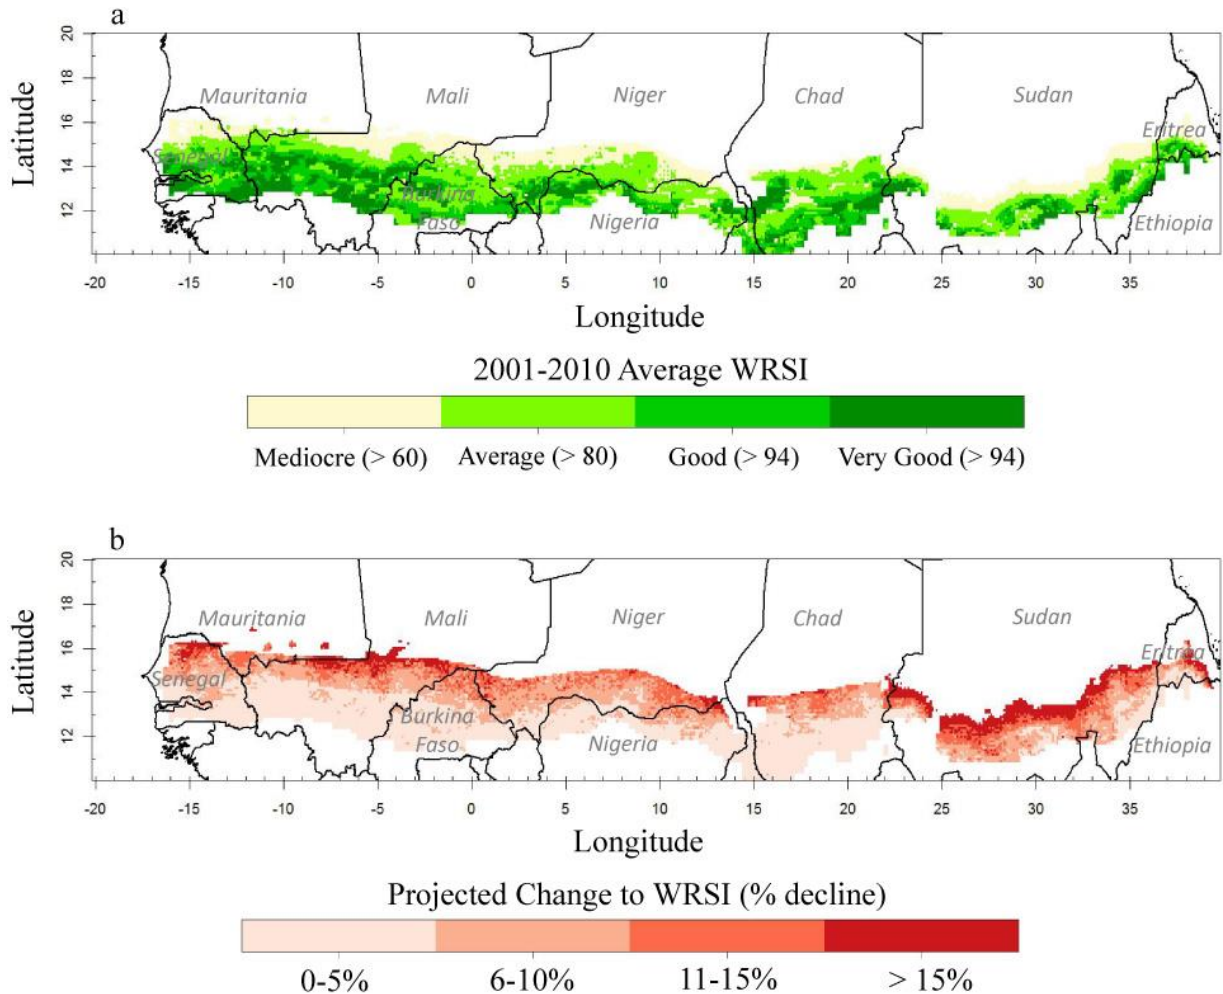 a
20
18
16
14
12
Latitude
Mauritania
Mali
Niger
Chad
Sudan
Eritrea
Senegal
Burkina
Faso
Nigeria
Ethiopia
-20 -15 -10 -5 0 5 10 15 20 25 30 35
Longitude
2001-2010 Average WRSI
Mediocre (> 60) Average (> 80) Good (> 94) Very Good (> 94)
b
20
18
16
14
12
Latitude
Mauritania
Mali
Niger
Chad
Sudan
Eritrea
Senegal
Burkina
Faso
Nigeria
Ethiopia
-20 -15 -10 -5 0 5 10 15 20 25 30 35
Longitude
Projected Change to WRSI (% decline)
0-5% 6-10% 11-15% > 15%